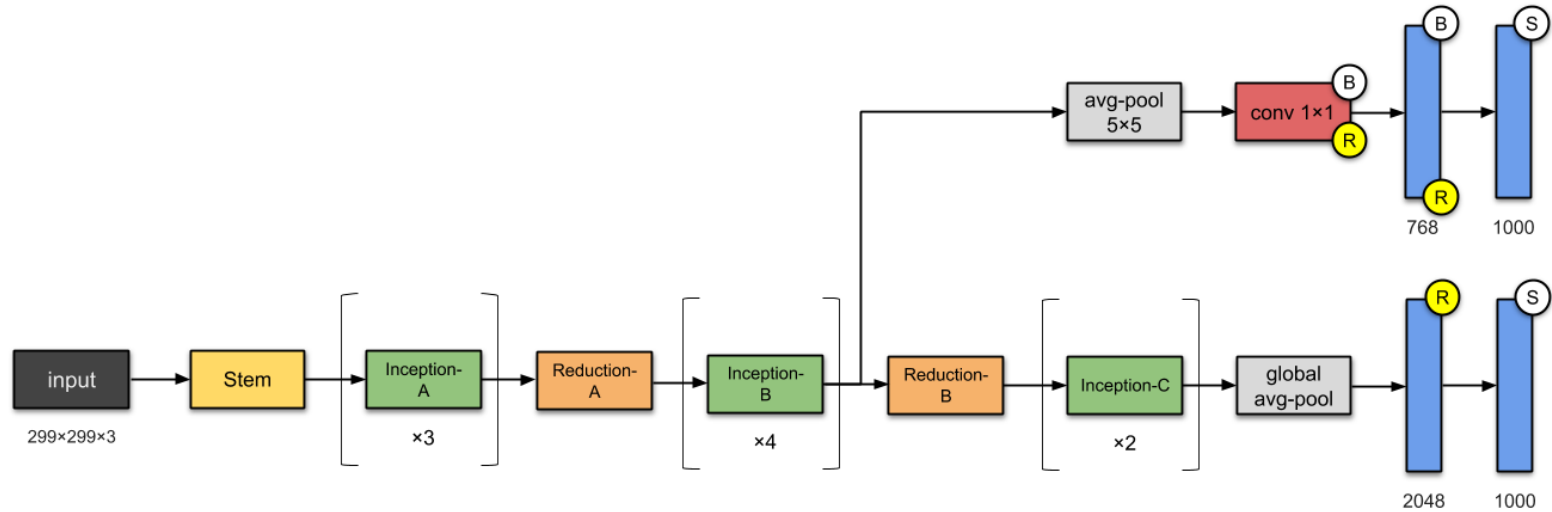 B
S
avg-pool
5×5
conv 1×1
B
R
R
768
1000
input
299×299×3
Stem
Inception-
A
×3
Reduction-
A
Inception-
B
×4
Reduction-
B
Inception-C
×2
global
avg-pool
R
S
2048
1000